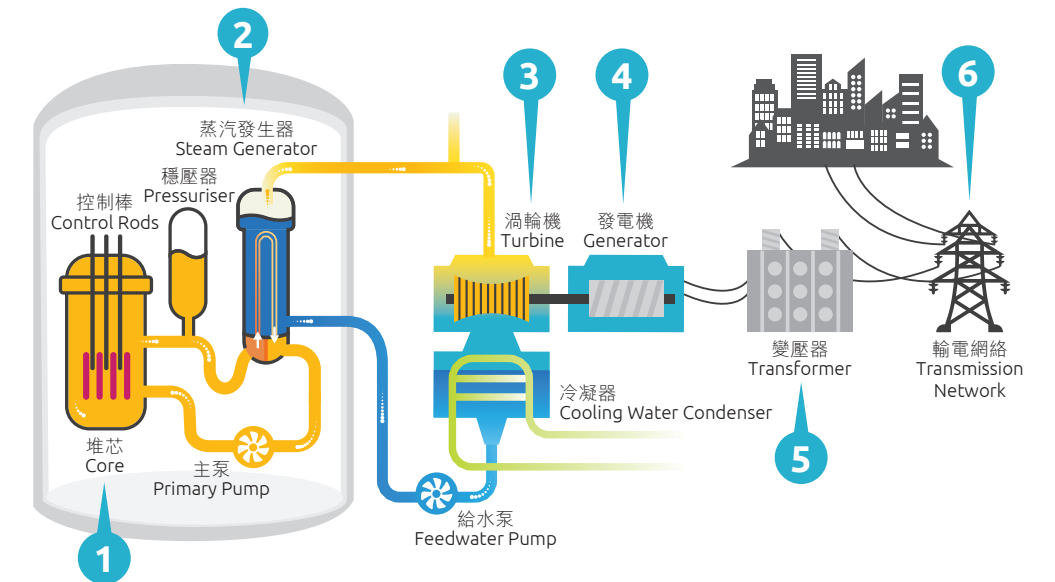 2
3
4
6
蒸汽發生器
Steam Generator
穩壓器
Pressuriser
控制棒
Control Rods
渦輪機
Turbine
發電機
Generator
變壓器
Transformer
輸電網絡
Transmission
Network
冷凝器
Cooling Water Condenser
堆芯
Core
主泵
Primary Pump
5
給水泵
Feedwater Pump
1